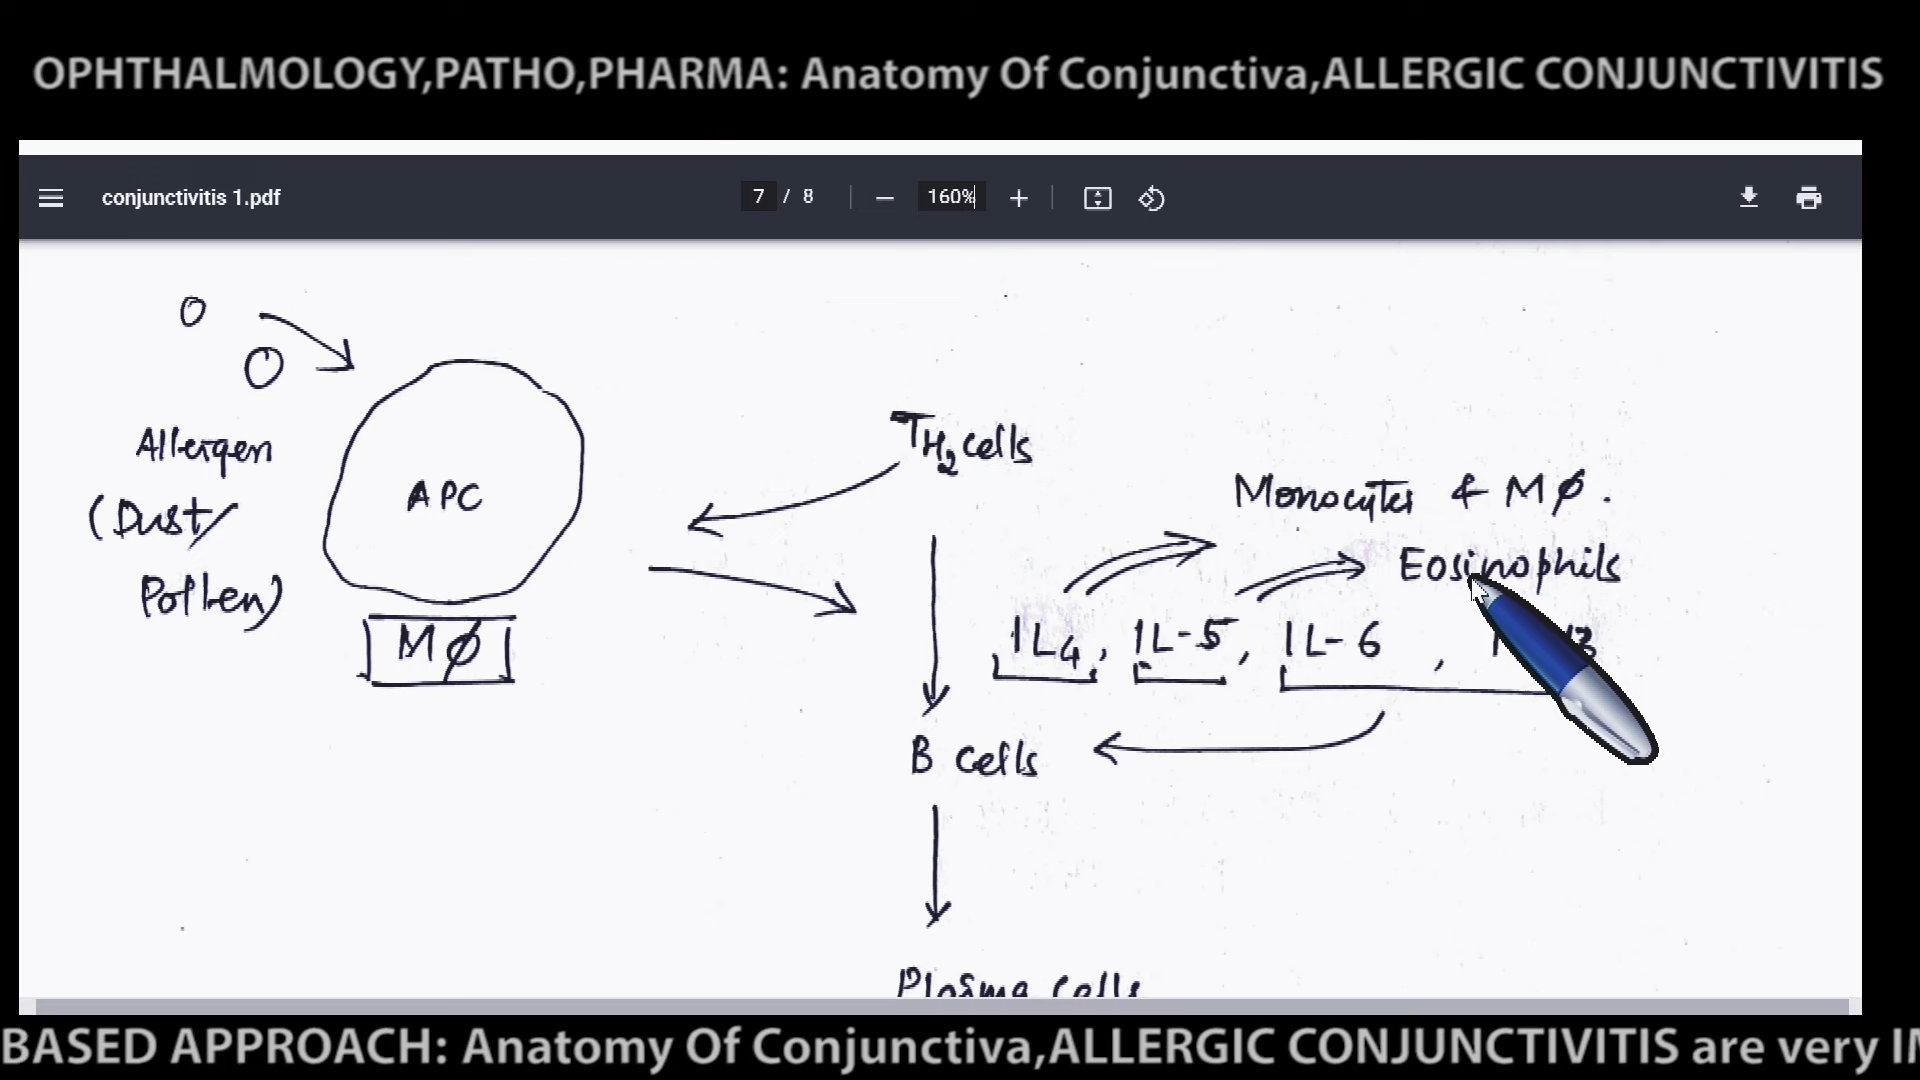 OPHTHALMOLOGY,PATHO,PHARMA: Anatomy Of Conjunctiva,ALLERGIC CONJUNCTIVITIS
conjunctivitis 1.pdf
7 / 8
160%
Allergen
(Dust/
Pollen)
APC
MØ
TH2 cells
Monocytes & MØ.
Eosinophils
IL4, IL-5, IL-6,
B cells
Plasma cells
BASED APPROACH: Anatomy Of Conjunctiva,ALLERGIC CONJUNCTIVITIS are very